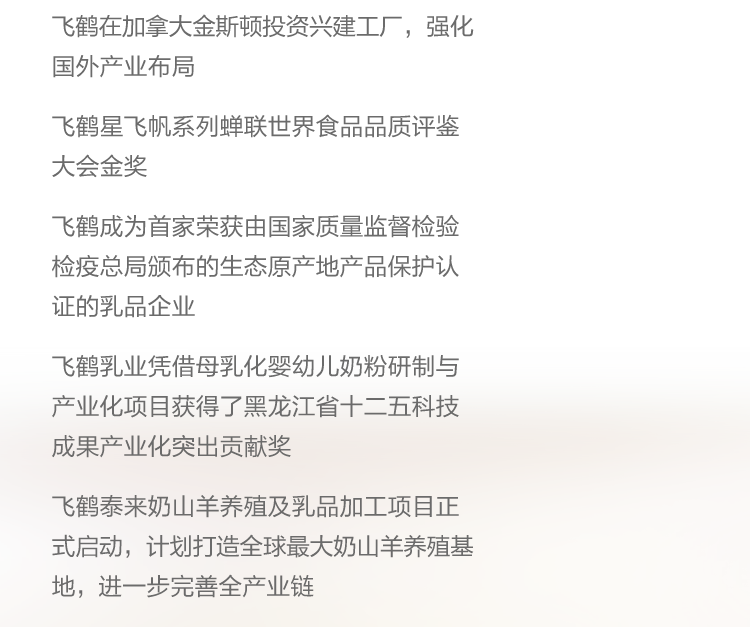 飞鹤在加拿大金斯顿投资兴建工厂，强化
国外产业布局
飞鹤星飞帆系列蝉联世界食品品质评鉴
大会金奖
飞鹤成为首家荣获由国家质量监督检验
检疫总局颁布的生态原产地产品保护认
证的乳品企业
飞鹤乳业凭借母乳化婴幼儿奶粉研制与
产业化项目获得了黑龙江省十二五科技
成果产业化突出贡献奖
飞鹤泰来奶山羊养殖及乳品加工项目正
式启动，计划打造全球最大奶山羊养殖基
地，进一步完善全产业链